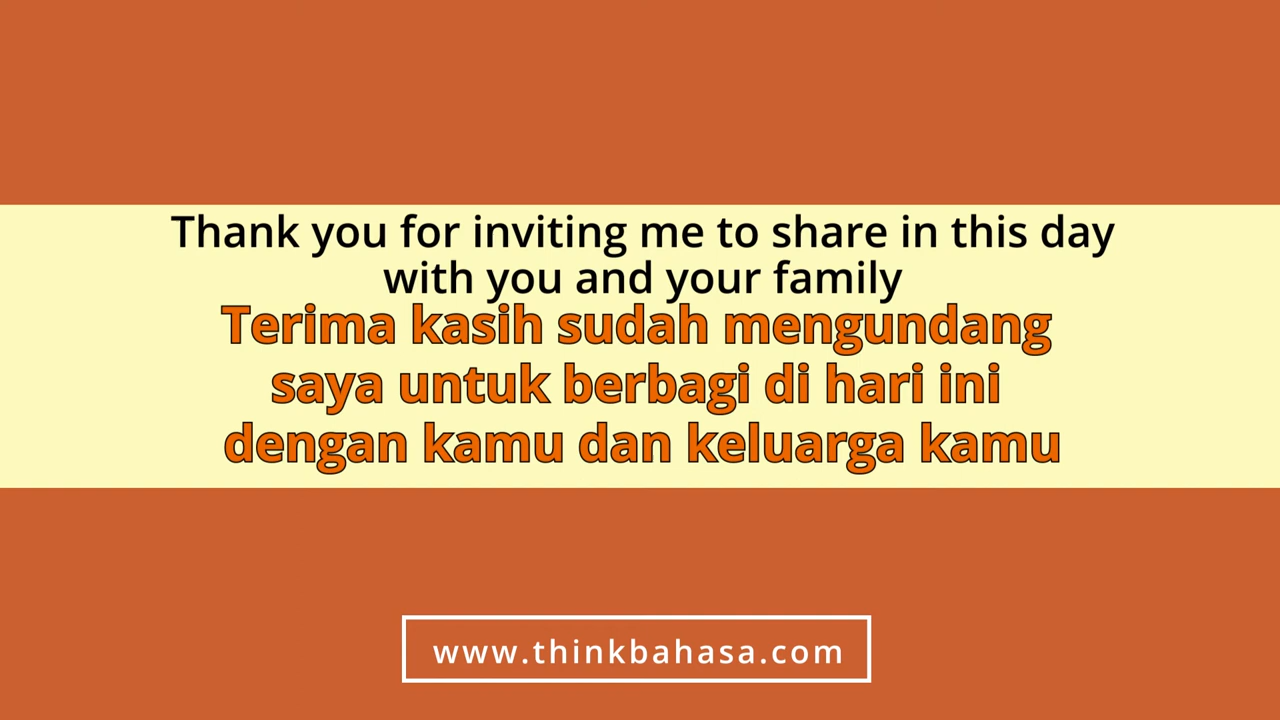 Thank you for inviting me to share in this day
with you and your family
Terima kasih sudah mengundang
saya untuk berbagi di hari ini
dengan kamu dan keluarga kamu
www.thinkbahasa.com